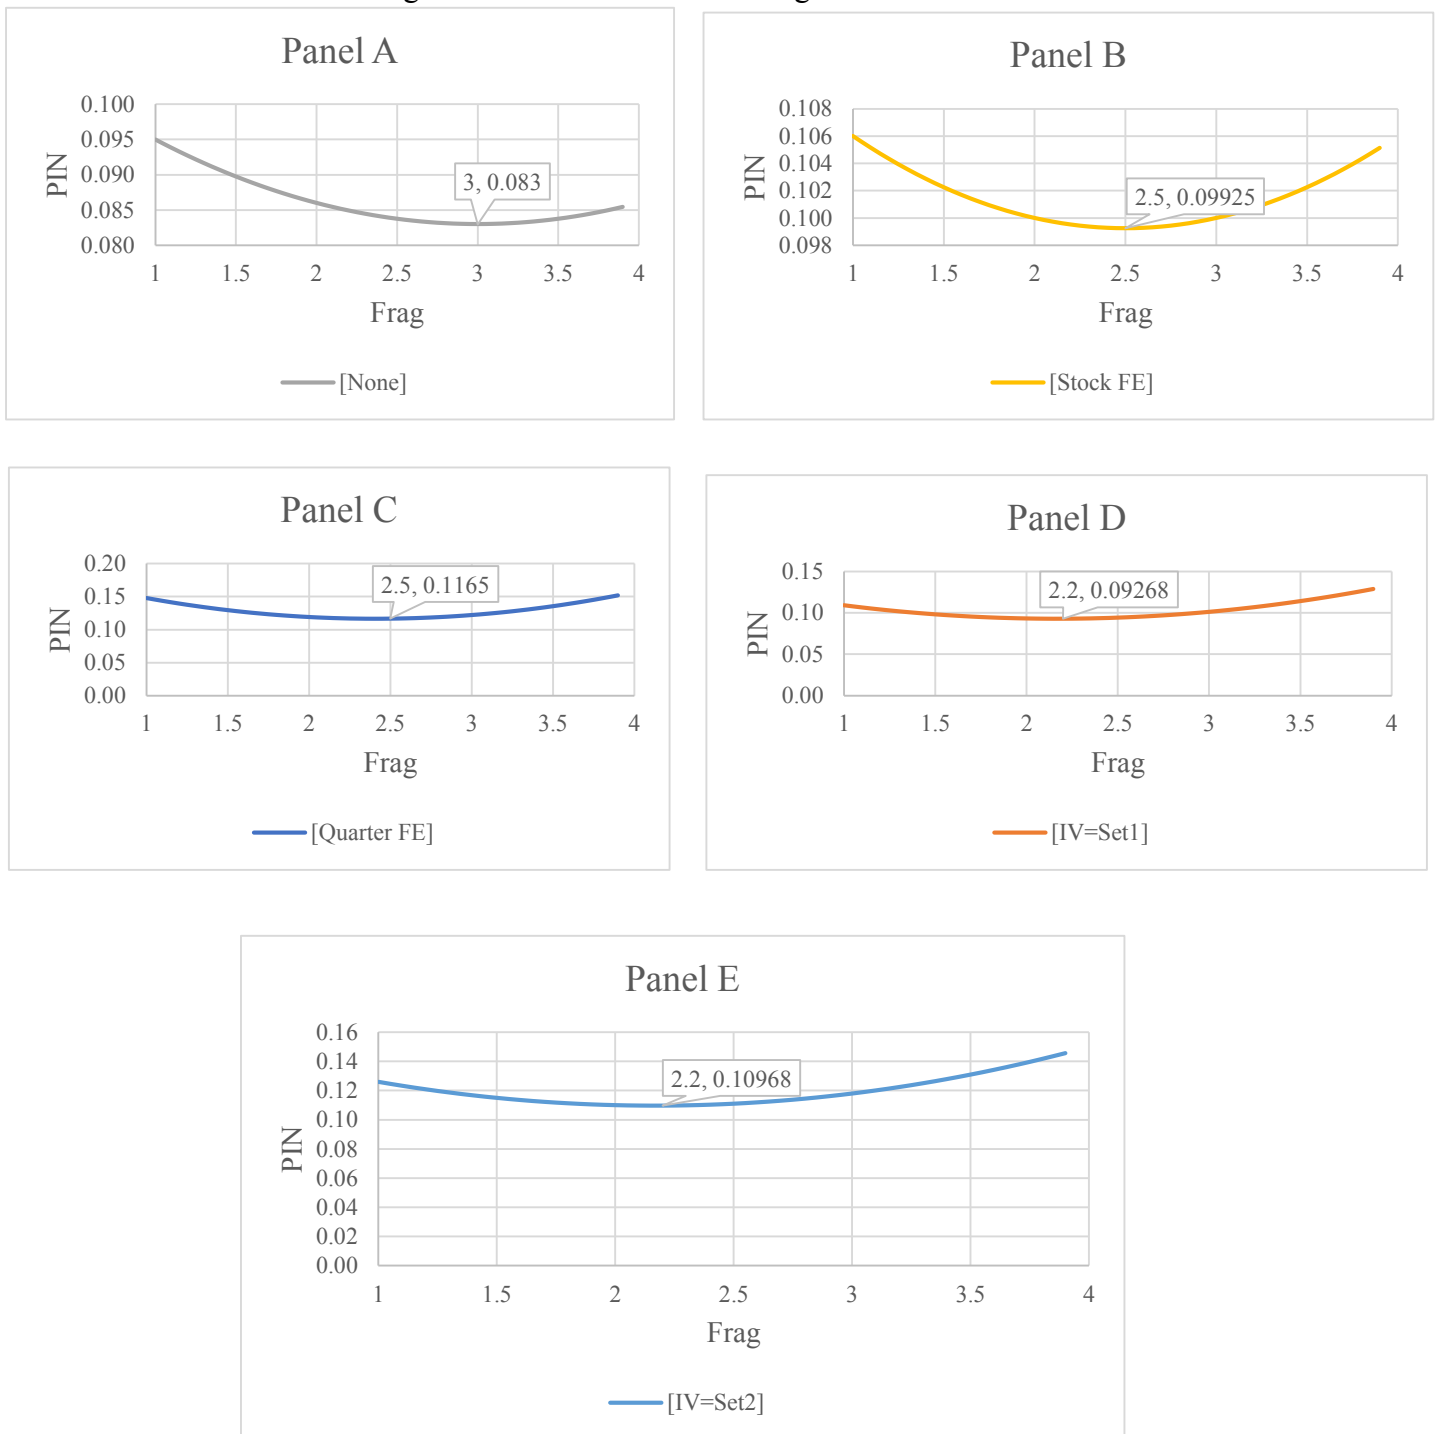 Panel A
0.100
0.095
0.090
0.085
0.080
PIN
3, 0.083
1 1.5 2 2.5 3 3.5 4
Frag
[None]
Panel B
0.108
0.106
0.104
0.102
0.100
0.098
PIN
2.5, 0.09925
1 1.5 2 2.5 3 3.5 4
Frag
[Stock FE]
Panel C
0.20
0.15
0.10
0.05
0.00
PIN
2.5, 0.1165
1 1.5 2 2.5 3 3.5 4
Frag
[Quarter FE]
Panel D
0.15
0.10
0.05
0.00
PIN
2.2, 0.09268
1 1.5 2 2.5 3 3.5 4
Frag
[IV=Set1]
Panel E
0.16
0.14
0.12
0.10
0.08
0.06
0.04
0.02
0.00
PIN
2.2, 0.10968
1 1.5 2 2.5 3 3.5 4
Frag
[IV=Set2]